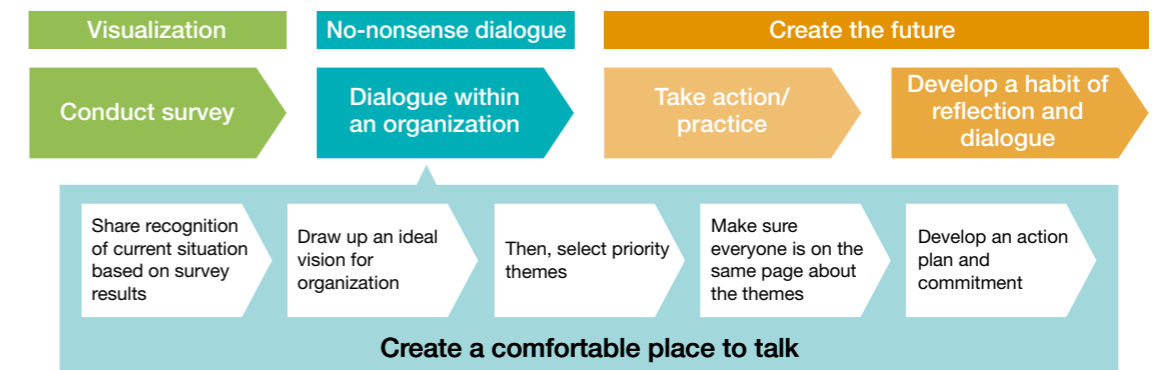 Visualization
No-nonsense dialogue
Create the future
Conduct survey
Dialogue within
an organization
Take action/
practice
Develop a habit of
reflection and
dialogue
Share recognition
of current situation
based on survey
results
Draw up an ideal
vision for
organization
Then, select priority
themes
Make sure
everyone is on the
same page about
the themes
Develop an action
plan and
commitment
Create a comfortable place to talk